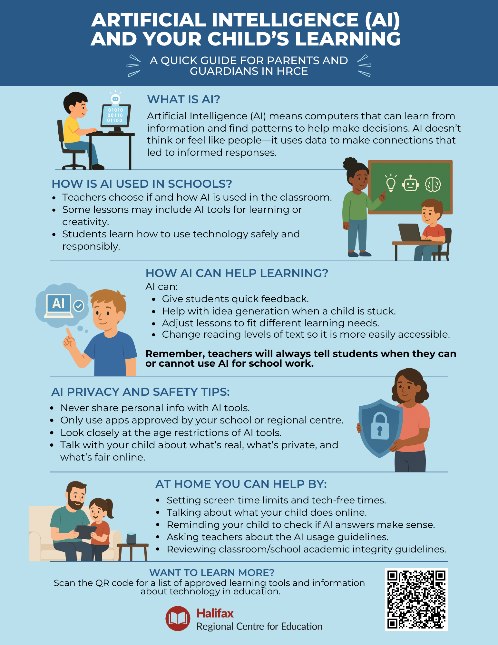 ARTIFICIAL INTELLIGENCE (AI)
AND YOUR CHILD'S LEARNING
A QUICK GUIDE FOR PARENTS AND
GUARDIANS IN HRCE
WHAT IS AI?
Artificial Intelligence (AI) means computers that can learn from
information and find patterns to help make decisions. AI doesn't
think or feel like people—it uses data to make connections that
led to informed responses.
HOW IS AI USED IN SCHOOLS?
• Teachers choose if and how AI is used in the classroom.
• Some lessons may include AI tools for learning or
creativity.
• Students learn how to use technology safely and
responsibly.
HOW AI CAN HELP LEARNING?
AI can:
• Give students quick feedback.
• Help with idea generation when a child is stuck.
• Adjust lessons to fit different learning needs.
• Change reading levels of text so it is more easily accessible.
Remember, teachers will always tell students when they can
or cannot use AI for school work.
AI
AI PRIVACY AND SAFETY TIPS:
• Never share personal info with AI tools.
• Only use apps approved by your school or regional centre.
• Look closely at the age restrictions of AI tools.
• Talk with your child about what's real, what's private, and
what's fair online.
AT HOME YOU CAN HELP BY:
• Setting screen time limits and tech-free times.
• Talking about what your child does online.
• Reminding your child to check if AI answers make sense.
• Asking teachers about the AI usage guidelines.
• Reviewing classroom/school academic integrity guidelines.
WANT TO LEARN MORE?
Scan the QR code for a list of approved learning tools and information
about technology in education.
Halifax
Regional Centre for Education